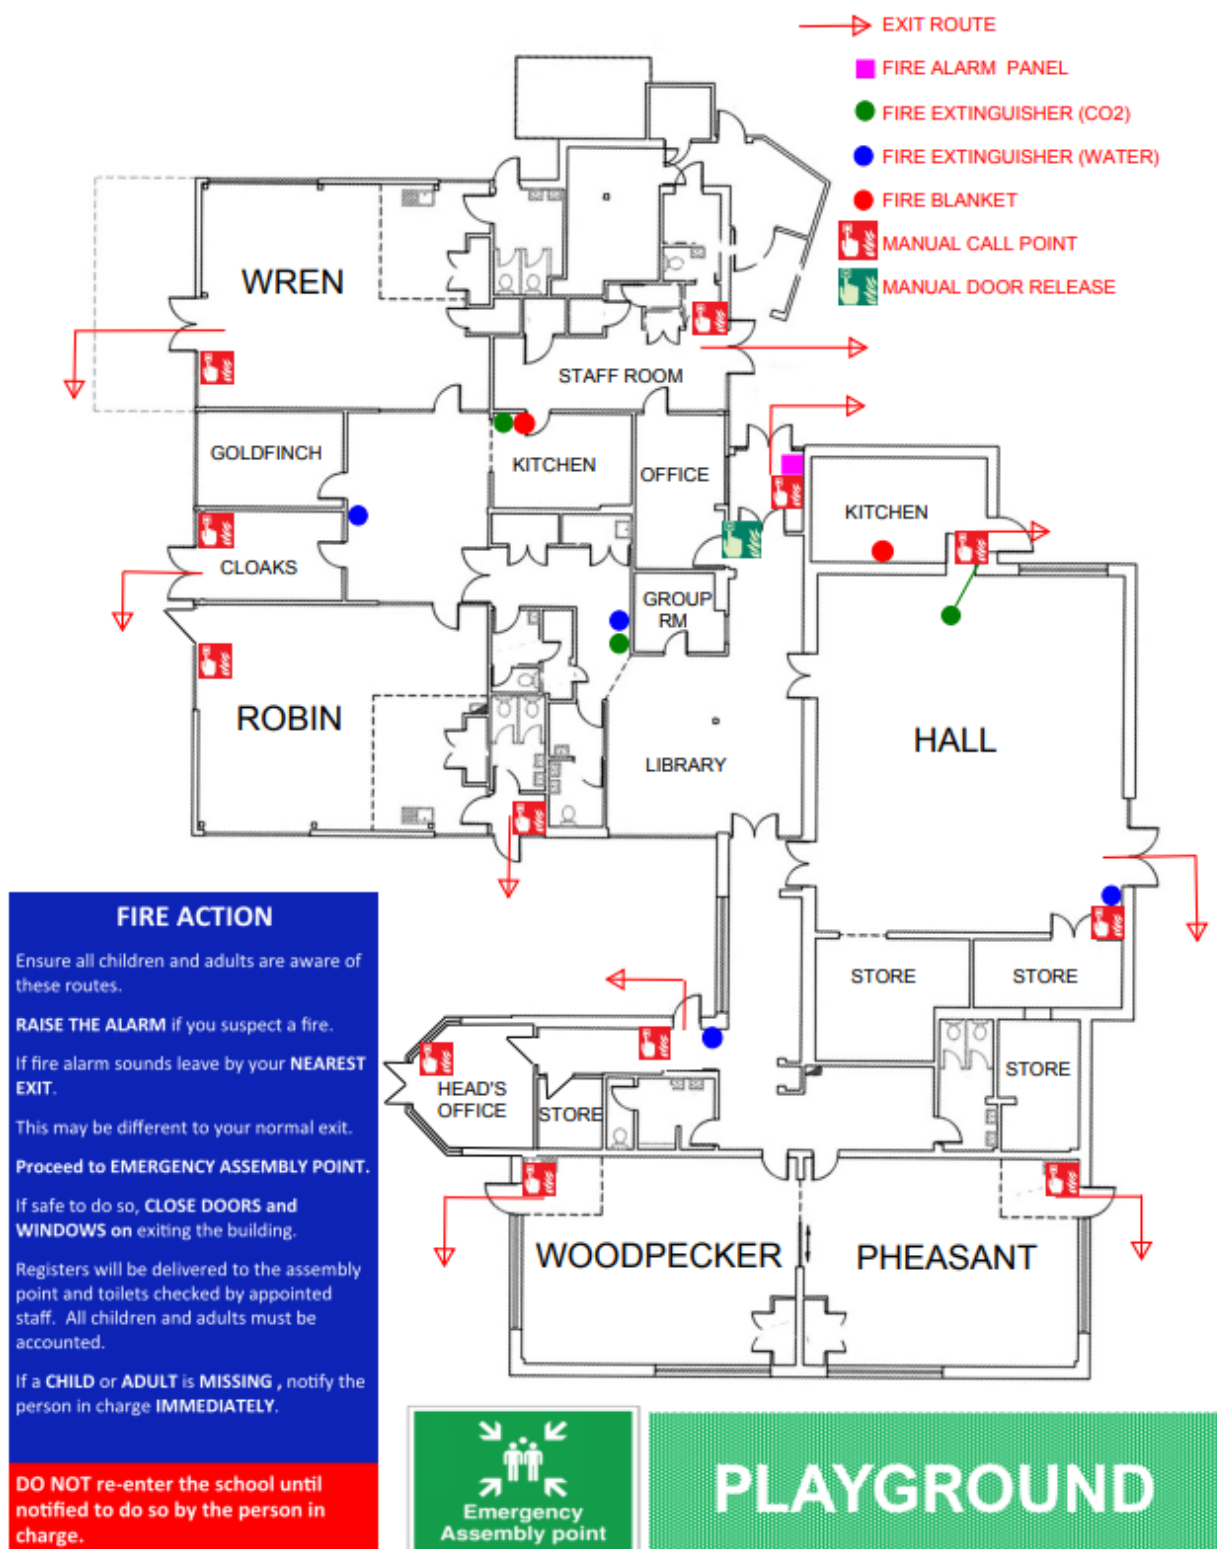 EXIT ROUTE
FIRE ALARM PANEL
FIRE EXTINGUISHER (CO2)
FIRE EXTINGUISHER (WATER)
FIRE BLANKET
MANUAL CALL POINT
MANUAL DOOR RELEASE
WREN
STAFF ROOM
GOLDFINCH
KITCHEN
OFFICE
KITCHEN
CLOAKS
GROUP
RM
ROBIN
LIBRARY
HALL
STORE
STORE
STORE
HEAD'S
OFFICE
STORE
WOODPECKER
PHEASANT
FIRE ACTION
Ensure all children and adults are aware of
these routes.
RAISE THE ALARM if you suspect a fire.
If fire alarm sounds leave by your NEAREST
EXIT.
This may be different to your normal exit.
Proceed to EMERGENCY ASSEMBLY POINT.
If safe to do so, CLOSE DOORS and
WINDOWS on exiting the building.
Registers will be delivered to the assembly
point and toilets checked by appointed
staff. All children and adults must be
accounted.
If a CHILD or ADULT is MISSING , notify the
person in charge IMMEDIATELY.
DO NOT re-enter the school until
notified to do so by the person in
charge.
Emergency
Assembly point
PLAYGROUND